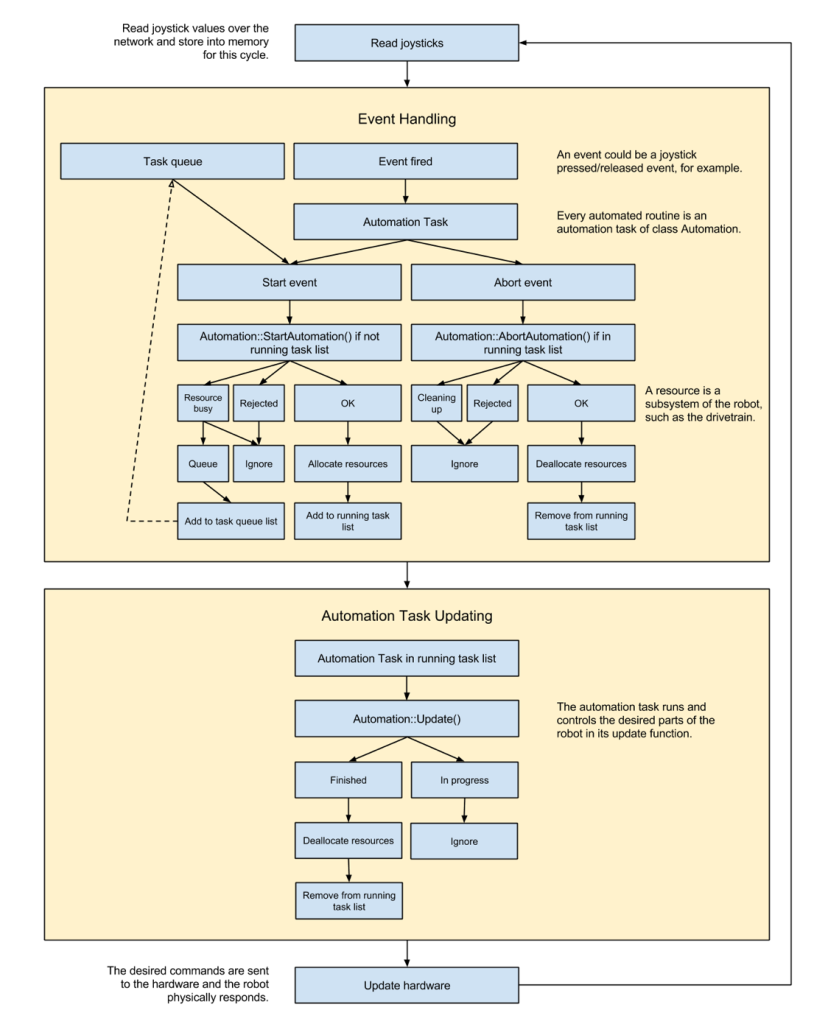 Read joystick values over the
network and store into memory
for this cycle.
Read joysticks
Event Handling
Task queue
Event fired
An event could be a joystick
pressed/released event, for example.
Automation Task
Every automated routine is an
automation task of class Automation.
Start event
Abort event
Automation::StartAutomation() if not
running task list
Automation::AbortAutomation() if in
running task list
Resource
busy
Rejected
OK
Cleaning
up
Rejected
OK
A resource is a
subsystem of the robot,
such as the drivetrain.
Queue
Ignore
Allocate resources
Ignore
Deallocate resources
Add to task queue list
Add to running task
list
Remove from running
task list
Automation Task Updating
Automation Task in running task list
Automation::Update()
The automation task runs and
controls the desired parts of the
robot in its update function.
Finished
In progress
Deallocate resources
Ignore
Remove from running
task list
The desired commands are sent
to the hardware and the robot
physically responds.
Update hardware